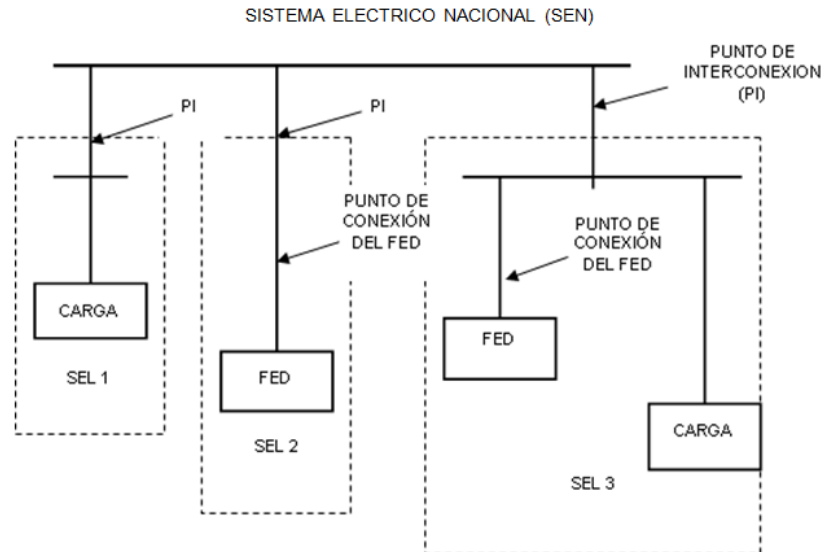 SISTEMA ELECTRICO NACIONAL (SEN)
PUNTO DE
INTERCONEXION
(PI)
PI
PI
PUNTO DE
CONEXIÓN
DEL FED
PUNTO DE
CONEXIÓN
DEL FED
CARGA
SEL 1
FED
SEL 2
FED
CARGA
SEL 3